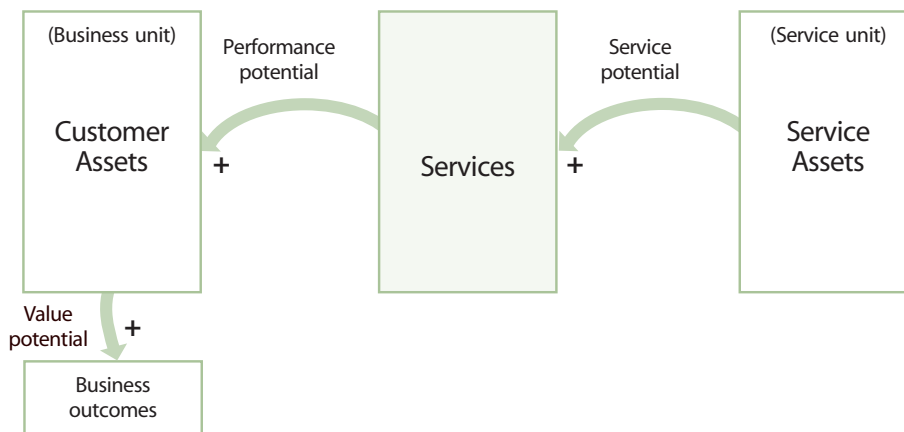 (Business unit)
Customer
Assets
Performance
potential
+
Services
Service
potential
+
(Service unit)
Service
Assets
Value
potential
+
Business
outcomes